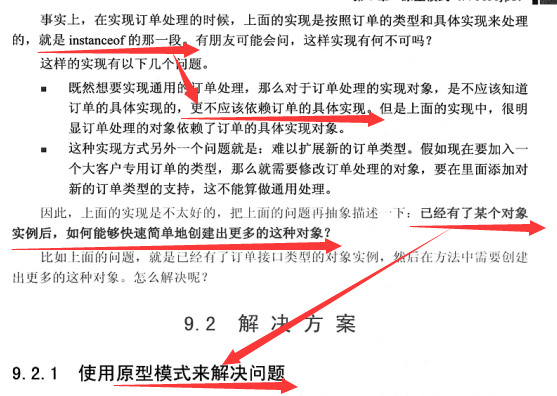 事实上，在实现订单处理的时候，上面的实现是按照订单的类型和具体实现来处理
的，就是 instanceof 的那一段。有朋友可能会问，这样实现有何不可吗？
这样的实现有以下几个问题。
■ 既然想要实现通用的订单处理，那么对于订单处理的实现对象，是不应该知道
订单的具体实现的，更不应该依赖订单的具体实现。但是上面的实现中，很明
显订单处理的对象依赖了订单的具体实现对象。
■ 这种实现方式另外一个问题就是：难以扩展新的订单类型。假如现在要加入一
个大客户专用订单的类型，那么就需要修改订单处理的对象，要在里面添加对
新的订单类型的支持，这不能算做通用处理。
因此，上面的实现是不太好的，把上面的问题再抽象描述一下：已经有了某个对象
实例后，如何能够快速简单地创建出更多的这种对象？
比如上面的问题，就是已经有了订单接口类型的对象实例，然后在方法中需要创建
出更多的这种对象。怎么解决呢？
9.2 解决方案
9.2.1 使用原型模式来解决问题